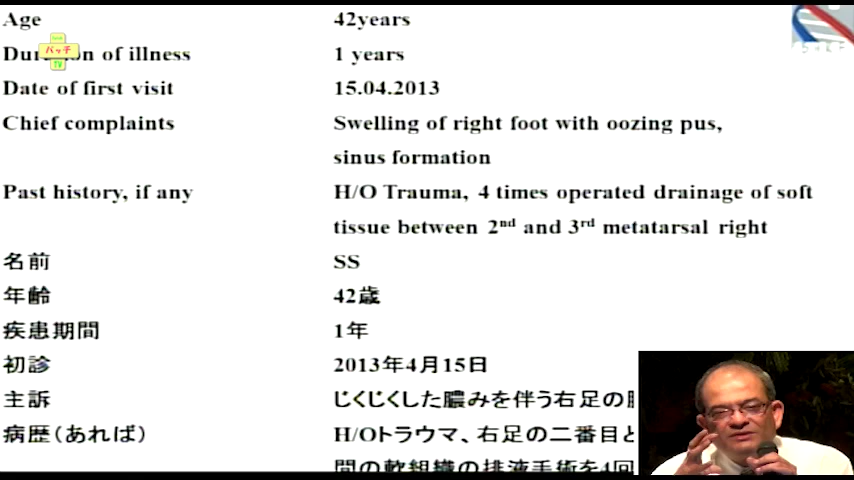 Age 42years
Duration of illness 1 years
パッチ
TV
Date of first visit 15.04.2013
Chief complaints Swelling of right foot with oozing pus,
sinus formation
Past history, if any H/O Trauma, 4 times operated drainage of soft
tissue between 2nd and 3rd metatarsal right
名前 SS
年齢 42歳
疾患期間 1年
初診 2013年4月15日
主訴 じくじくした膿みを伴う右足の
病歴（あれば） H/Oトラウマ、右足の二番目と
間の軟組織の排液手術を4回